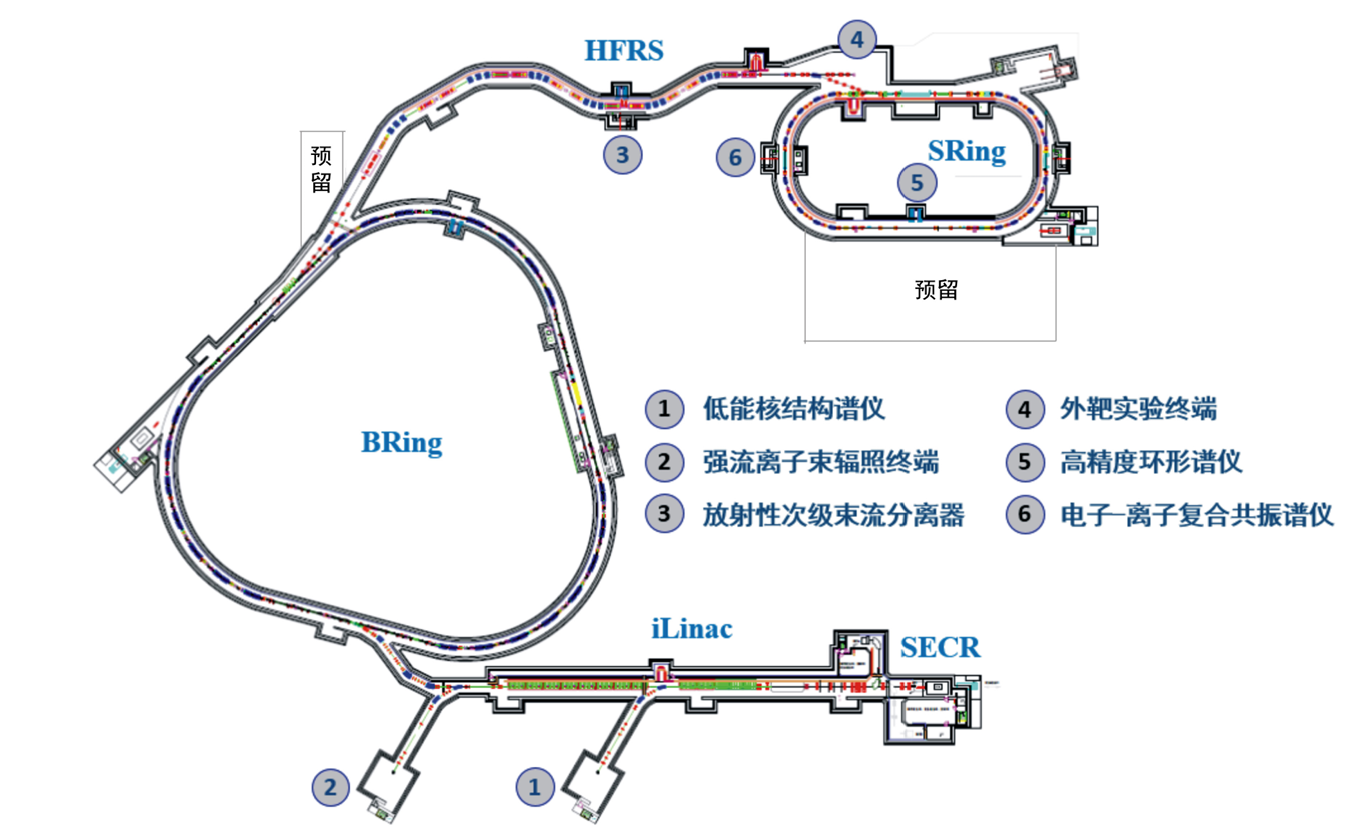 HFRS
4
预
留
3
6
SRing
5
预留
BRing
1 低能核结构谱仪
4 外靶实验终端
2 强流离子束辐照终端
5 高精度环形谱仪
3 放射性次级束流分离器
6 电子–离子复合共振谱仪
iLinac
SECR
2
1